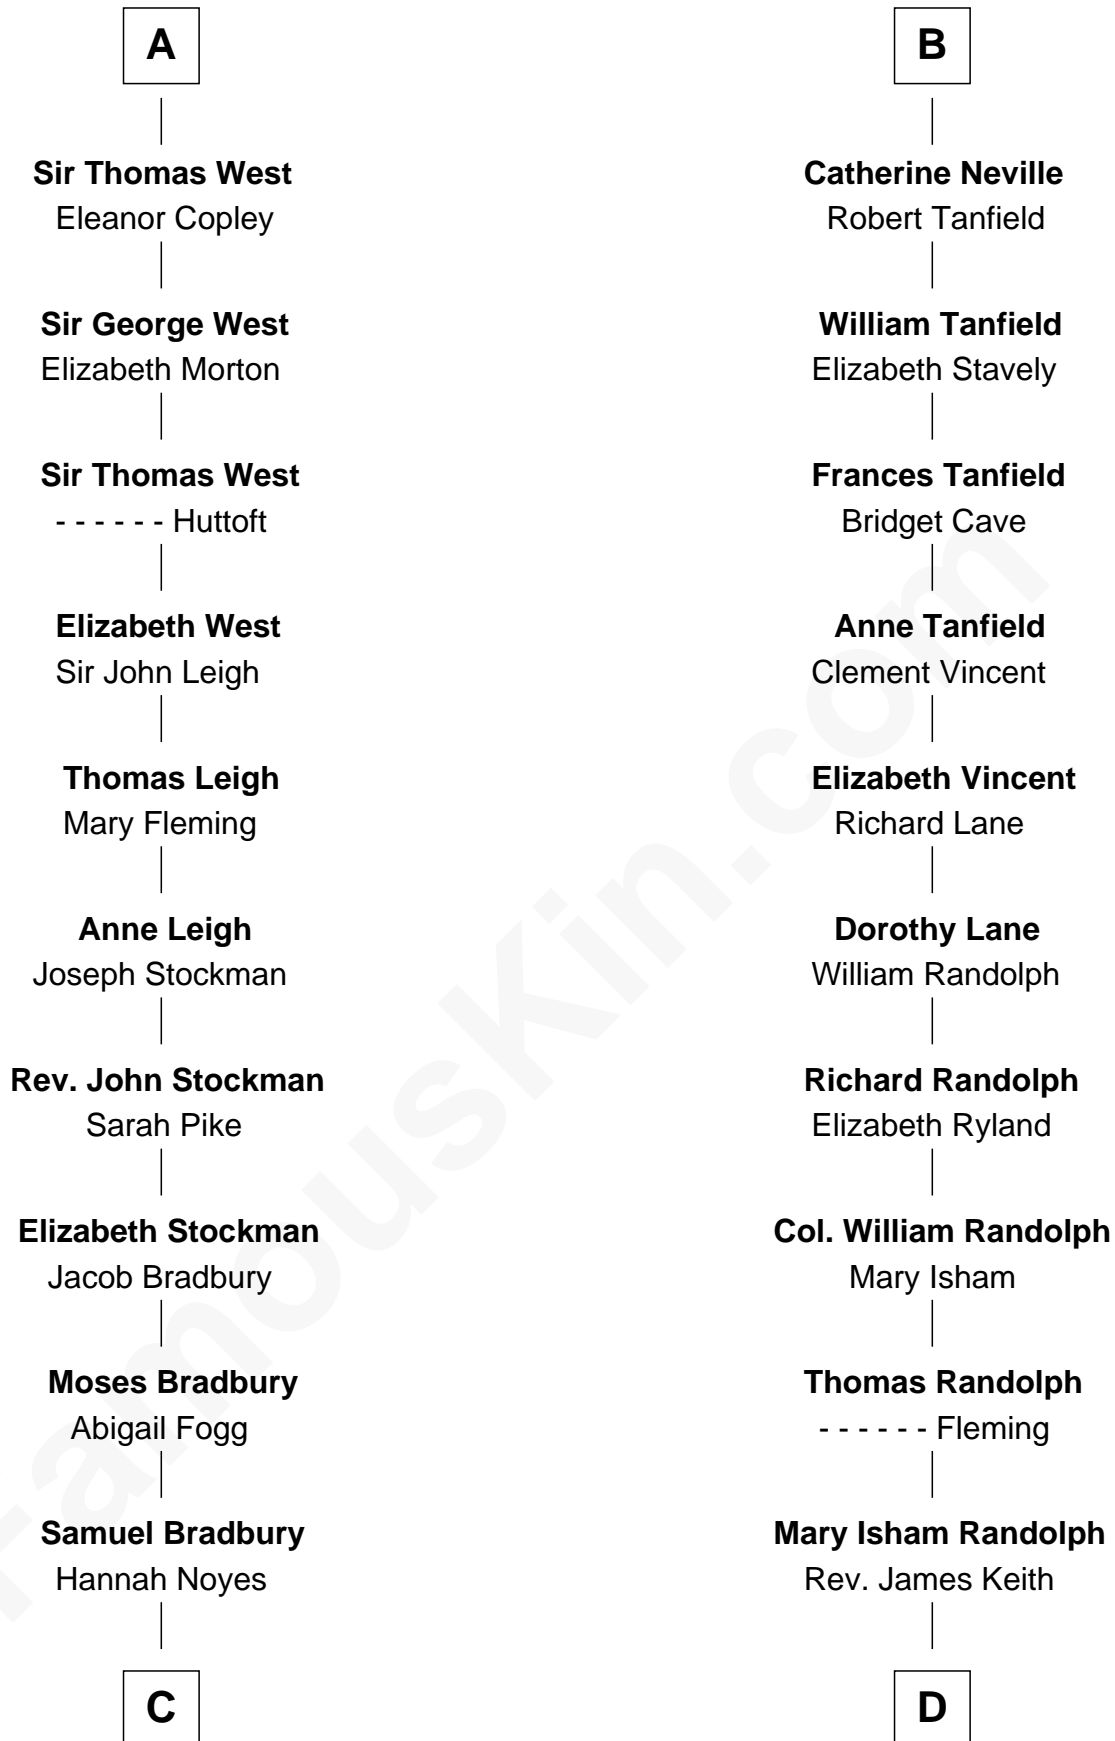 A
B
Sir Thomas West
Eleanor Copley
Catherine Neville
Robert Tanfield
Sir George West
Elizabeth Morton
William Tanfield
Elizabeth Stavely
Sir Thomas West
- - - - - - Huttoft
Frances Tanfield
Bridget Cave
Elizabeth West
Sir John Leigh
Anne Tanfield
Clement Vincent
Thomas Leigh
Mary Fleming
Elizabeth Vincent
Richard Lane
Anne Leigh
Joseph Stockman
Dorothy Lane
William Randolph
Rev. John Stockman
Sarah Pike
Richard Randolph
Elizabeth Ryland
Elizabeth Stockman
Jacob Bradbury
Col. William Randolph
Mary Isham
Moses Bradbury
Abigail Fogg
Thomas Randolph
- - - - - - Fleming
Samuel Bradbury
Hannah Noyes
Mary Isham Randolph
Rev. James Keith
C
D
FamousKin.com